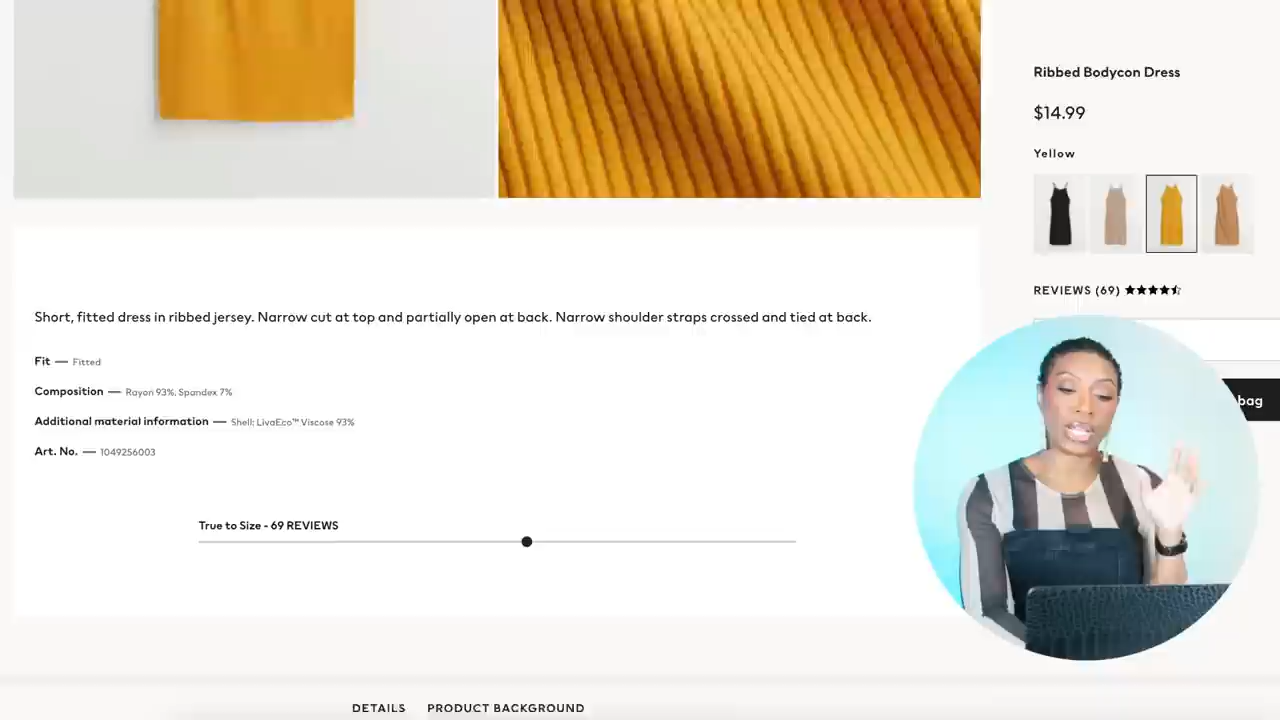 Ribbed Bodycon Dress
$14.99
Yellow
REVIEWS (69)
bag
Short, fitted dress in ribbed jersey. Narrow cut at top and partially open at back. Narrow shoulder straps crossed and tied at back.
Fit — Fitted
Composition — Rayon 93%, Spandex 7%
Additional material information — Shell: LivaEco™ Viscose 93%
Art. No. — 1049256003
True to Size - 69 REVIEWS
DETAILS PRODUCT BACKGROUND